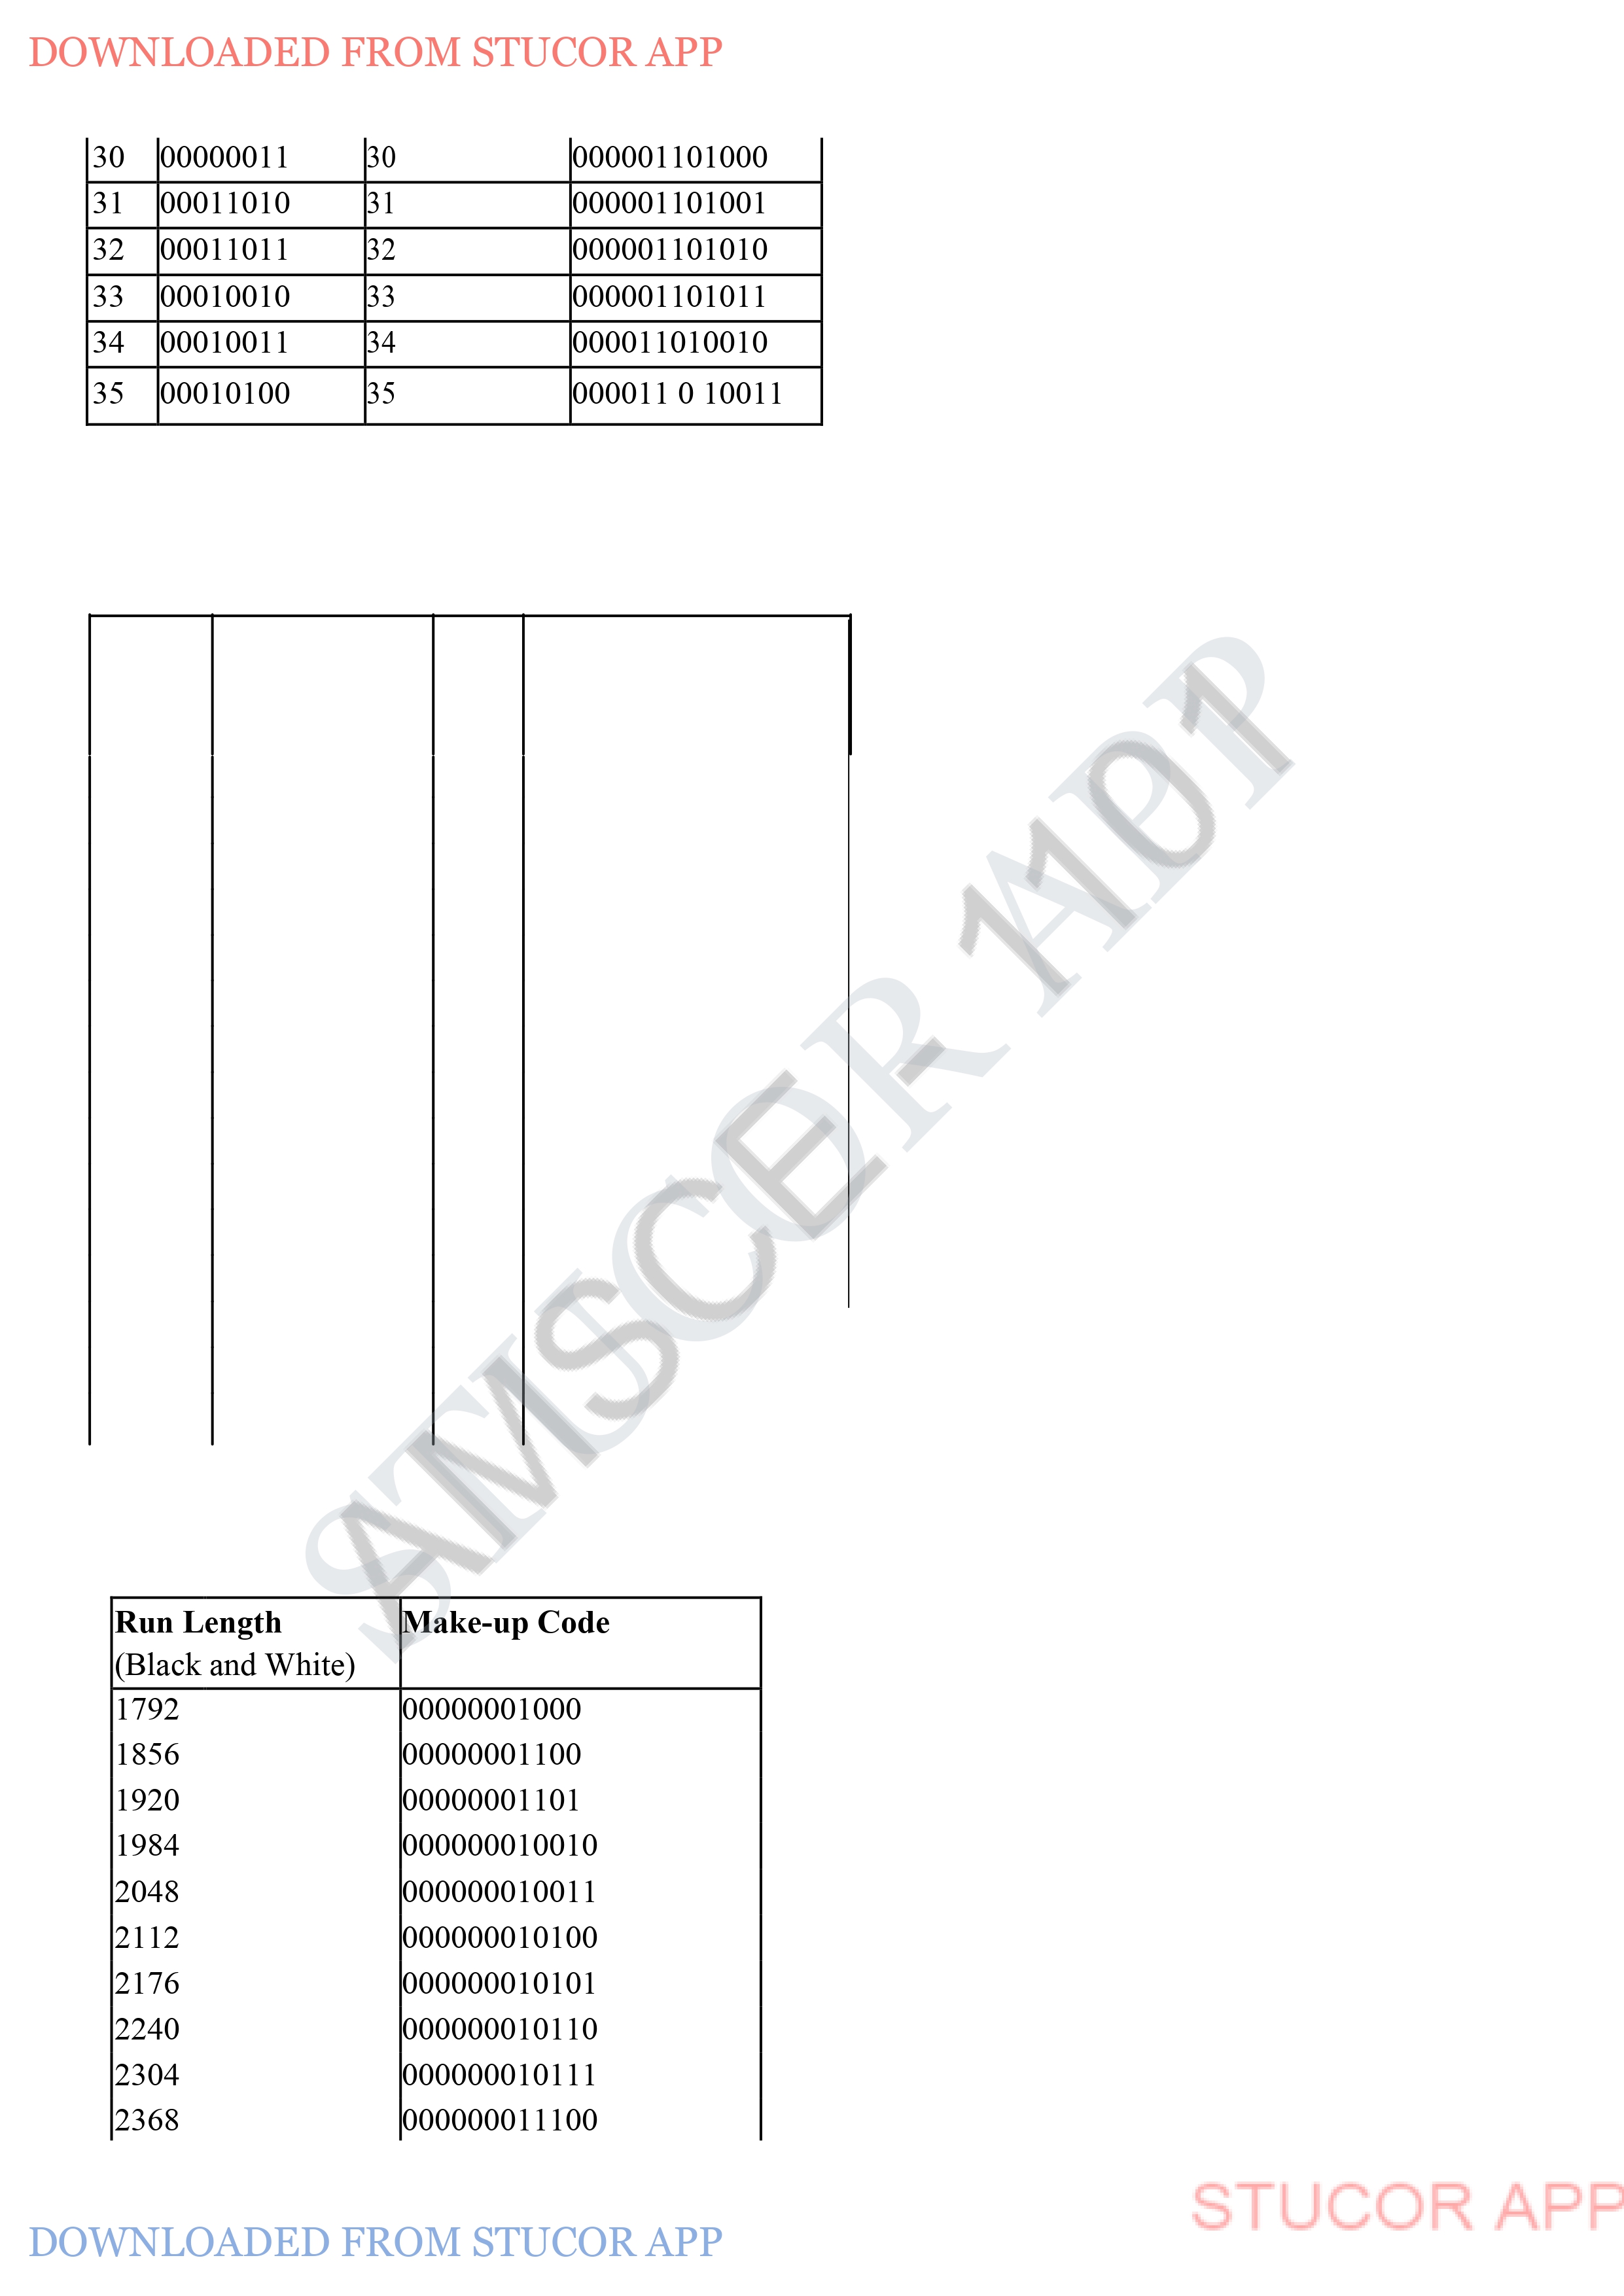 DOWNLOADED FROM STUCOR APP
30 00000011 30 000001101000
31 00011010 31 000001101001
32 00011011 32 000001101010
33 00010010 33 000001101011
34 00010011 34 000011010010
35 00010100 35 000011 0 10011
STUCOR APP
AMSCE - 1101
Run Length Make-up Code
(Black and White)
1792 00000001000
1856 00000001100
1920 00000001101
1984 000000010010
2048 000000010011
2112 000000010100
2176 000000010101
2240 000000010110
2304 000000010111
2368 000000011100
STUCOR APP
DOWNLOADED FROM STUCOR APP